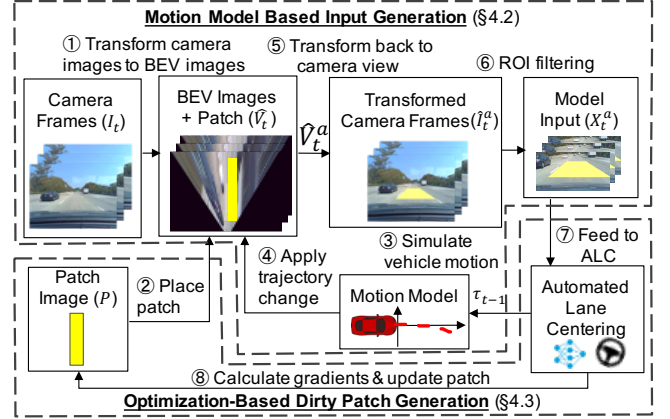 Motion Model Based Input Generation (§4.2)
① Transform camera
images to BEV images
⑤ Transform back to
camera view
⑥ ROI filtering
Camera
Frames (I_t)
BEV Images
+ Patch (V̂_t)
V̂_t^a
Transformed
Camera Frames(Î_t^a)
Model
Input (X_t^a)
② Place
patch
④ Apply
trajectory
change
③ Simulate
vehicle motion
⑦ Feed to
ALC
Patch
Image (P)
Motion Model
τ_{t−1}
Automated
Lane
Centering
⑧ Calculate gradients & update patch
Optimization-Based Dirty Patch Generation (§4.3)